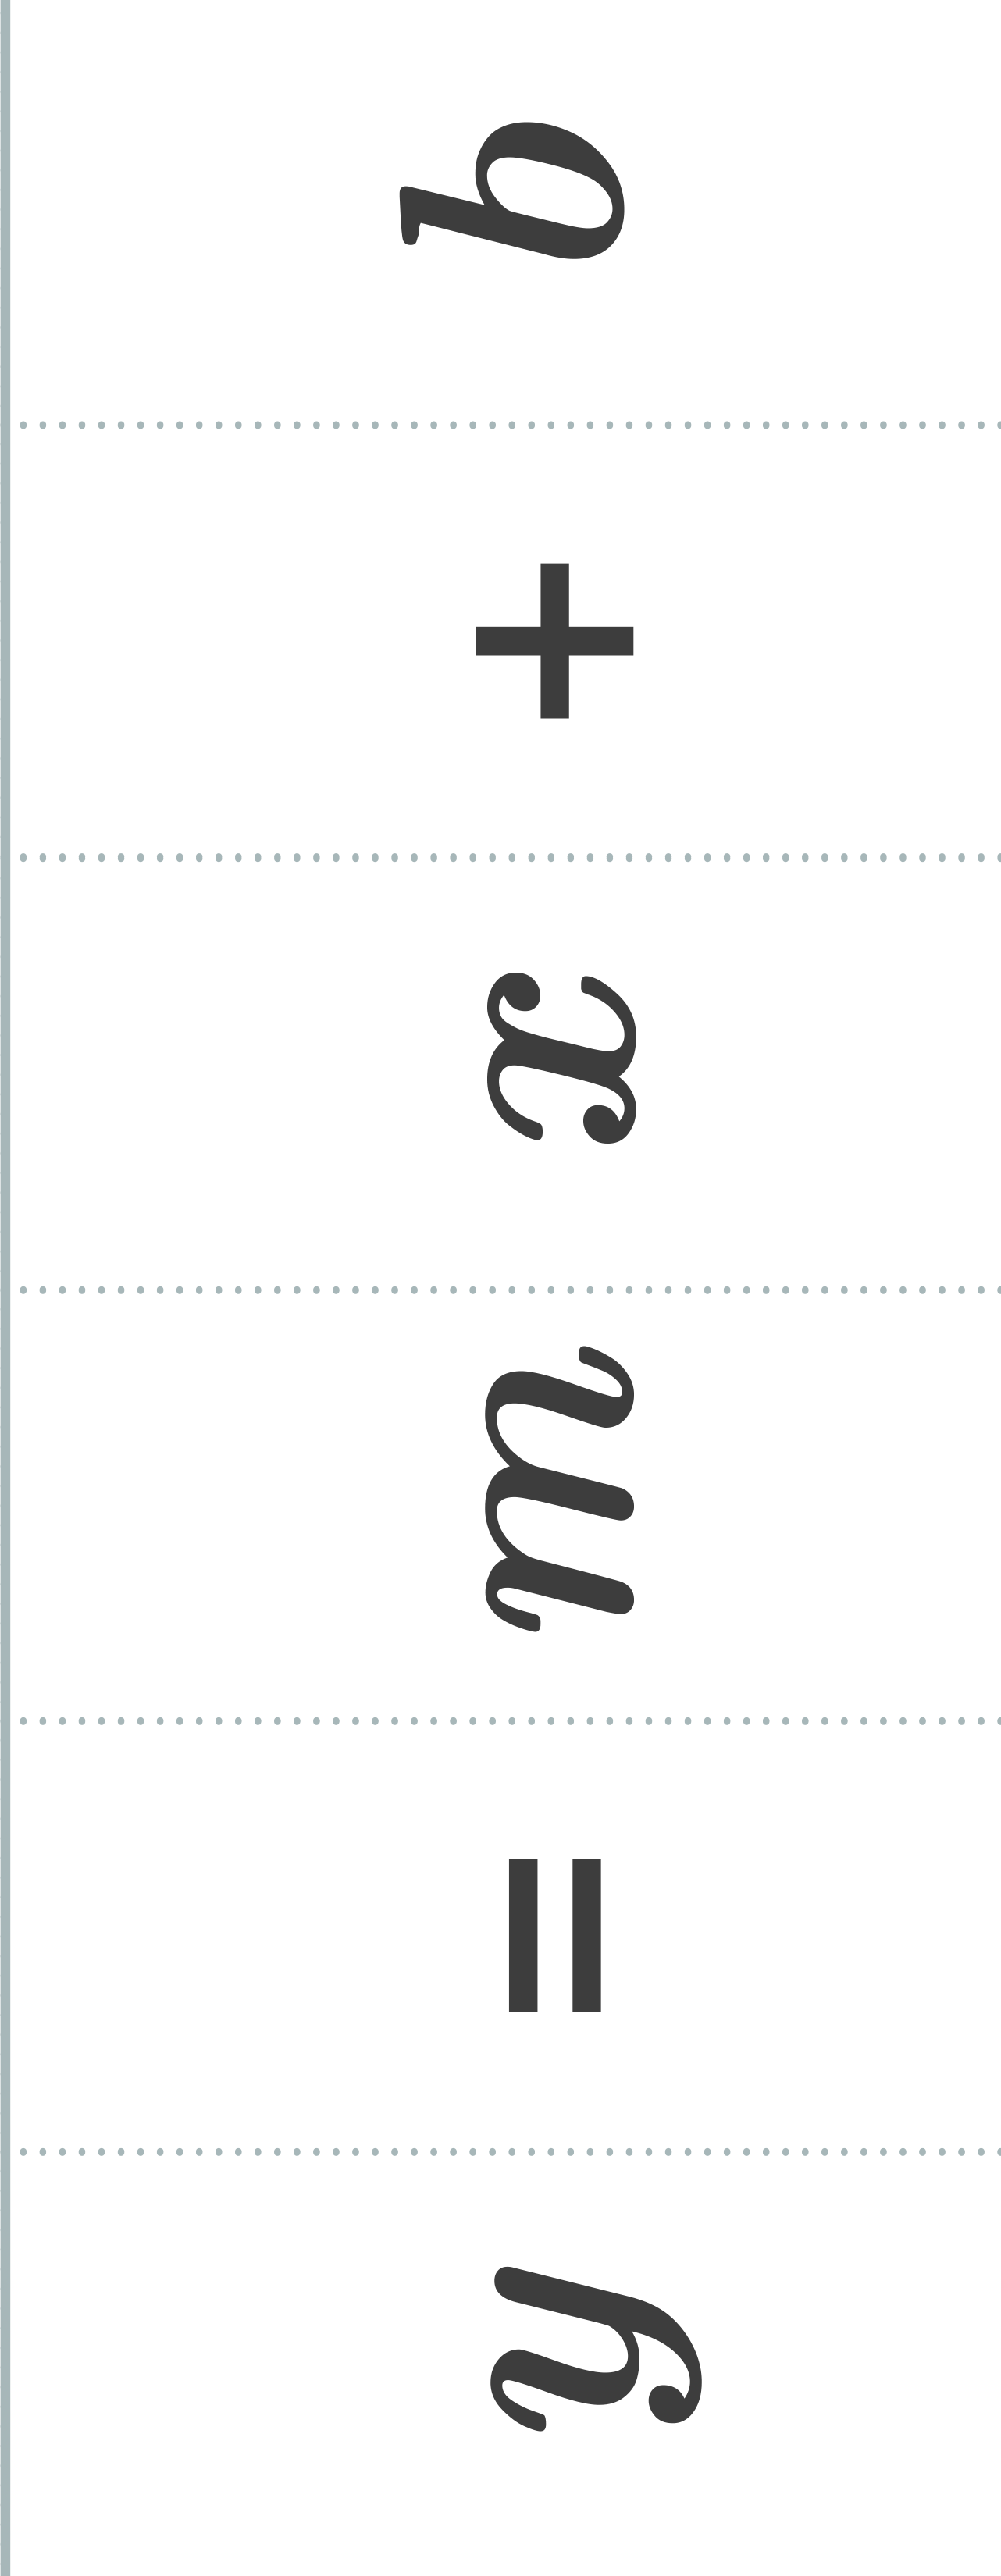 y = mx + b